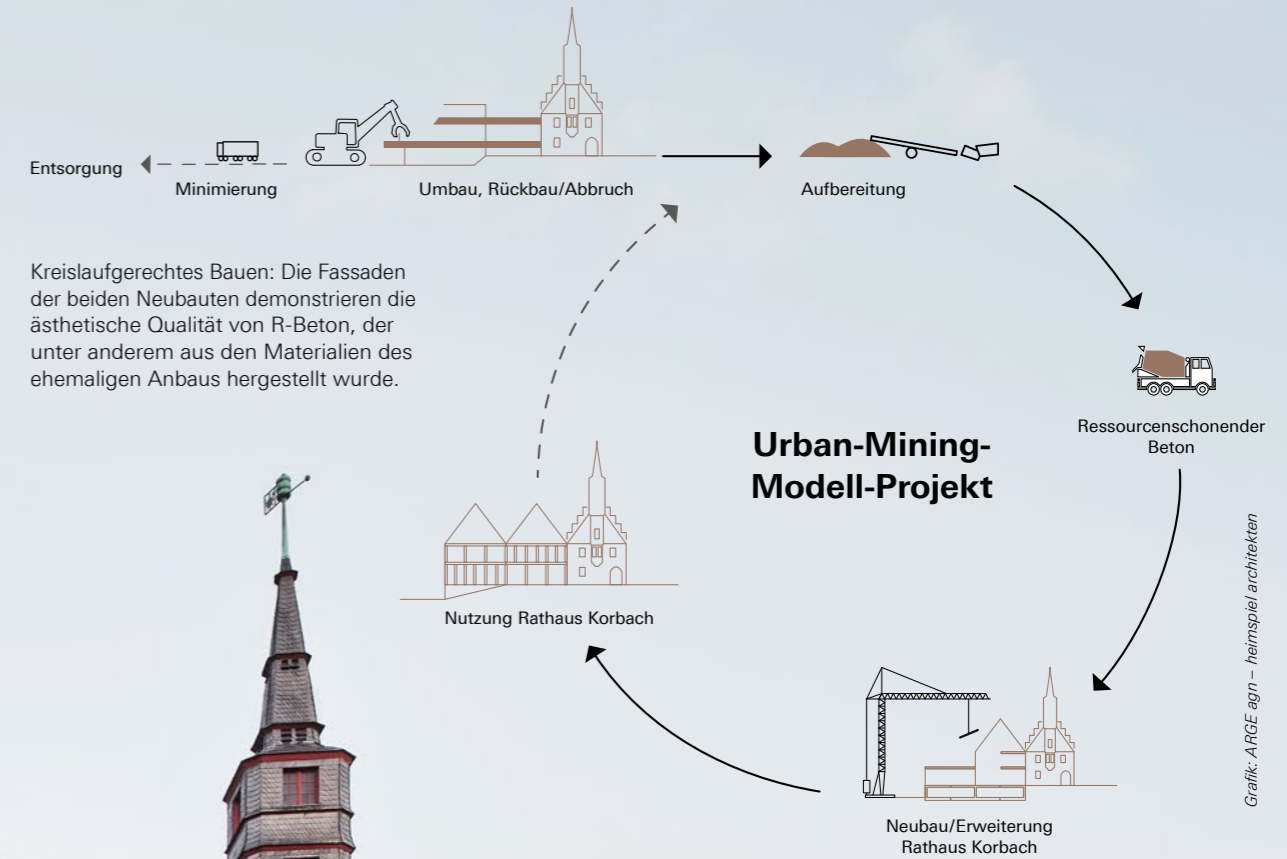 Entsorgung
Minimierung
Umbau, Rückbau/Abbruch
Aufbereitung
Kreislaufgerechtes Bauen: Die Fassaden
der beiden Neubauten demonstrieren die
ästhetische Qualität von R-Beton, der
unter anderem aus den Materialien des
ehemaligen Anbaus hergestellt wurde.
Ressourcenschonender
Beton
Urban-Mining-
Modell-Projekt
Nutzung Rathaus Korbach
Neubau/Erweiterung
Rathaus Korbach
Grafik: ARGE agn – heimspiel architekten